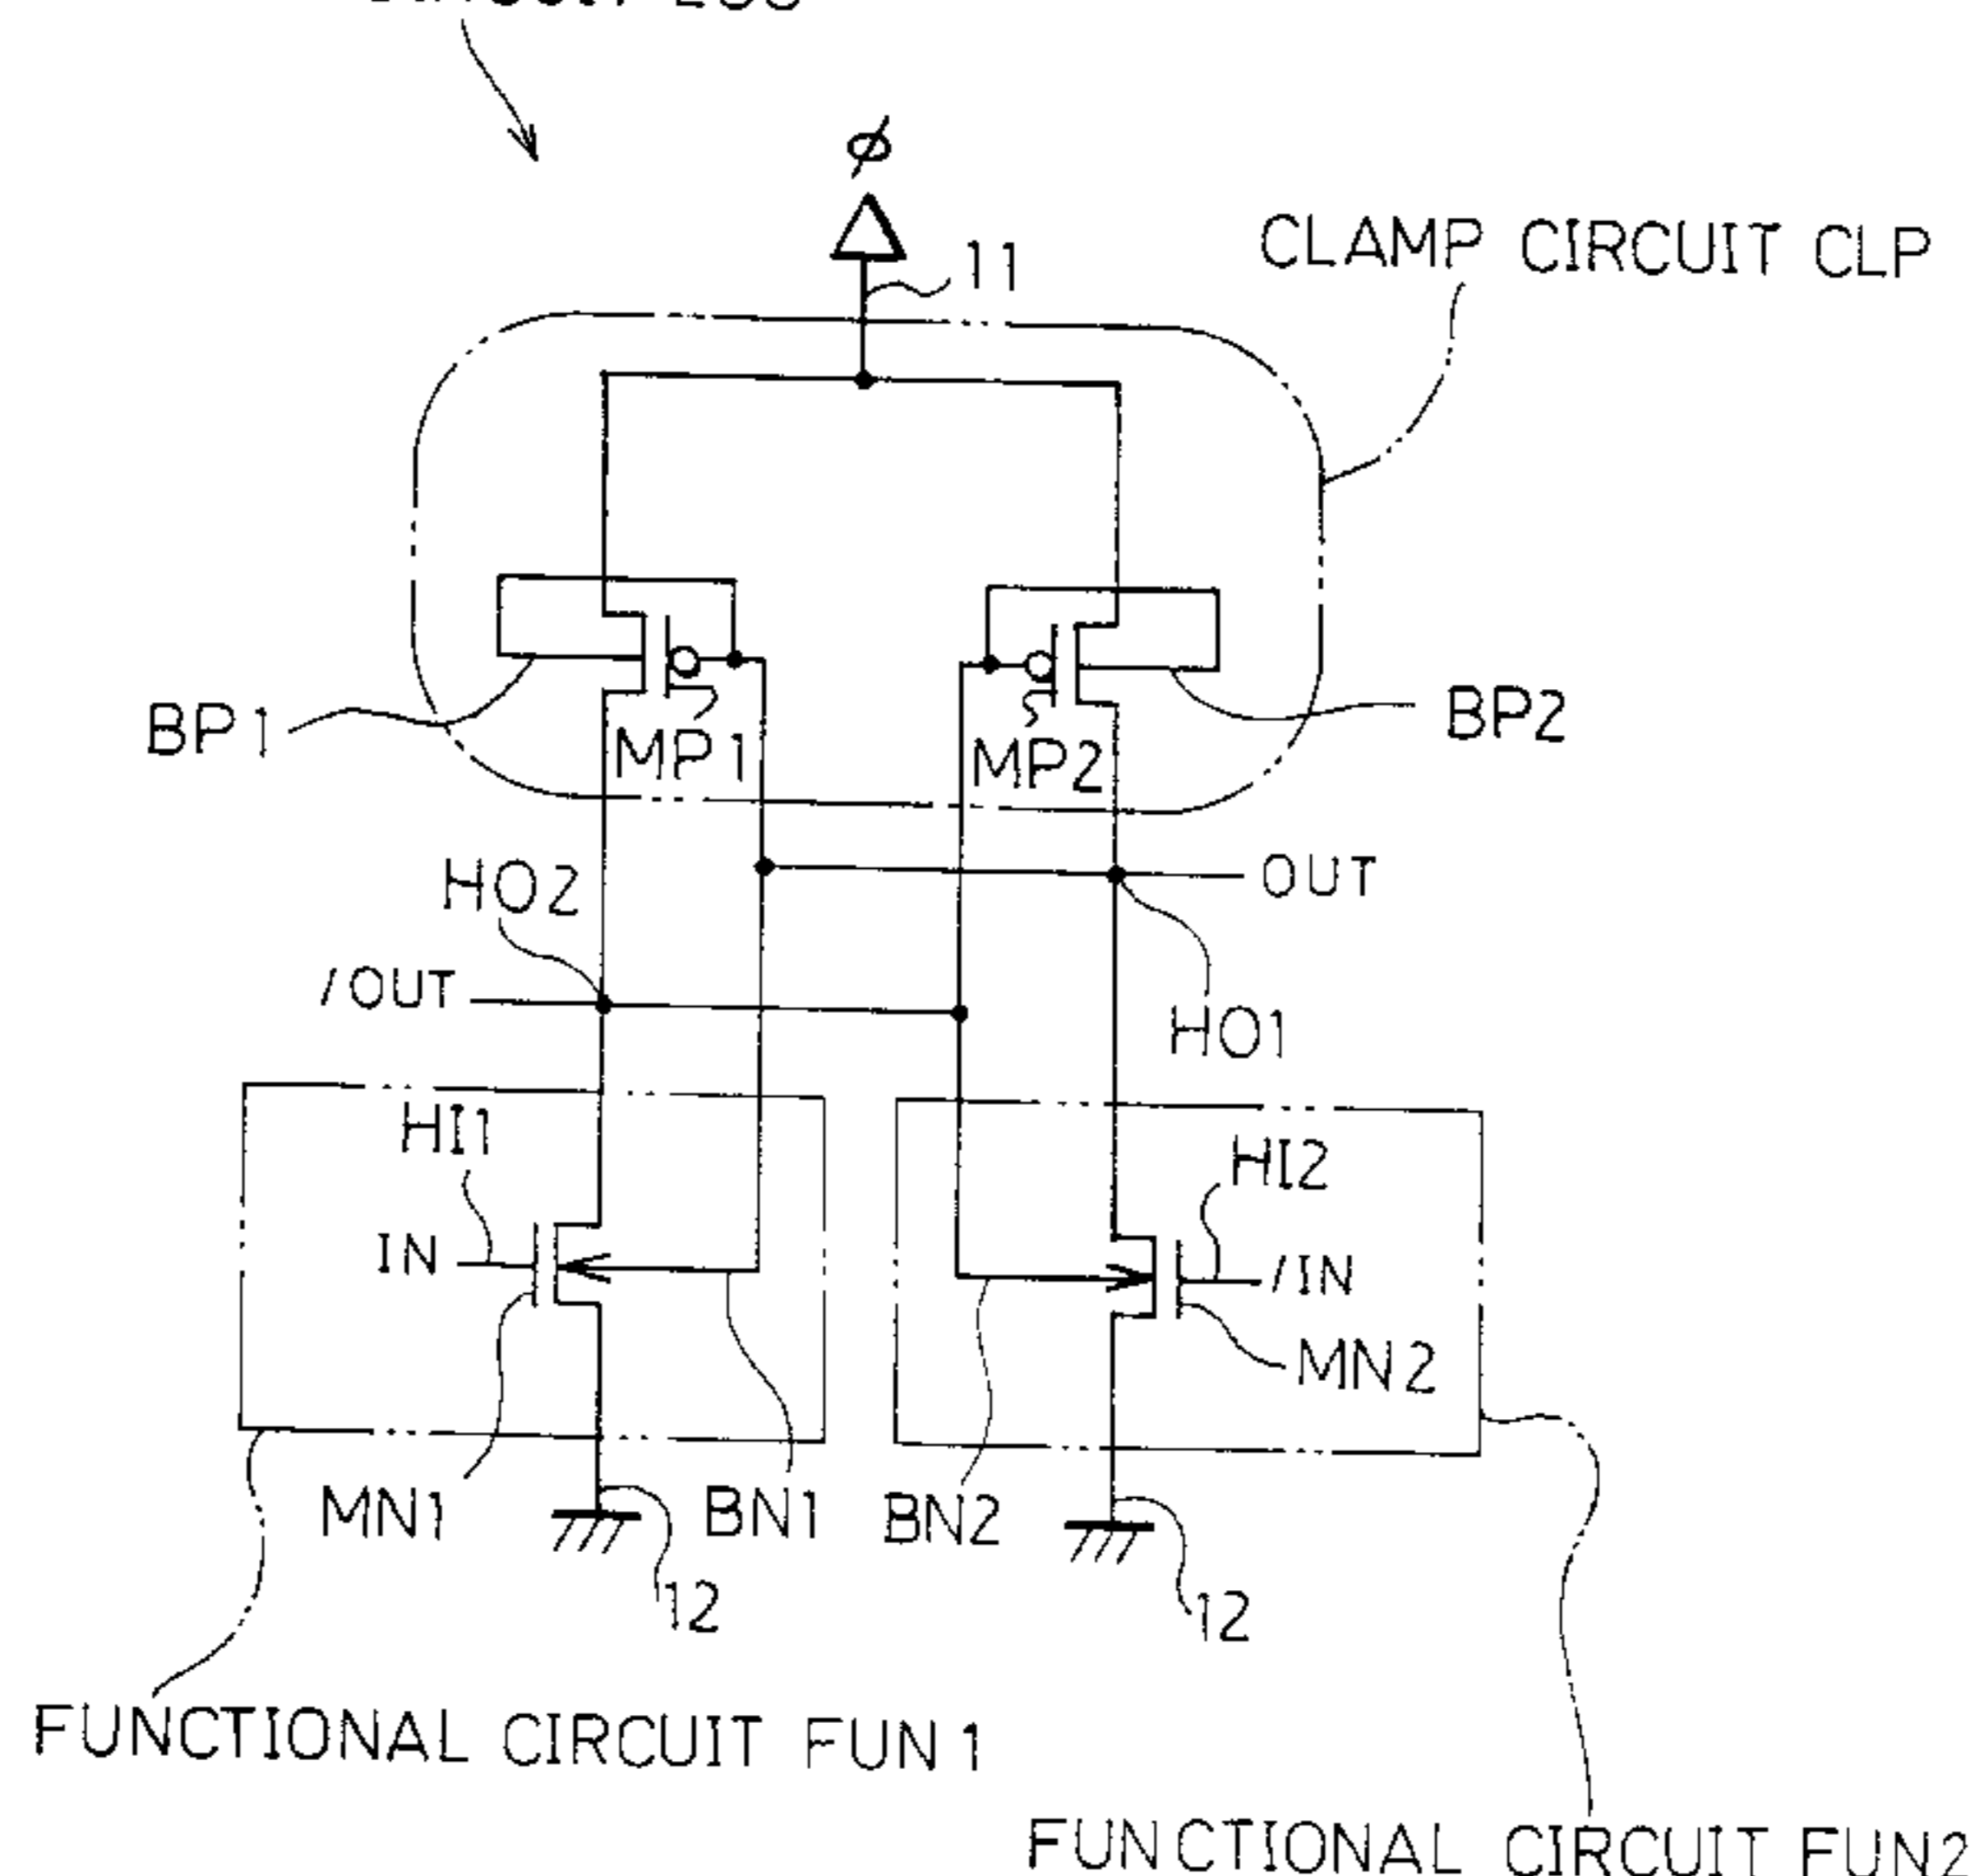 ϕ
11
CLAMP CIRCUIT CLP
BP1
MP1
MP2
BP2
HO2
OUT
/OUT
HO1
HI1
HI2
IN
/IN
MN2
MN1
BN1
BN2
12
12
FUNCTIONAL CIRCUIT FUN1
FUNCTIONAL CIRCUIT FUN2